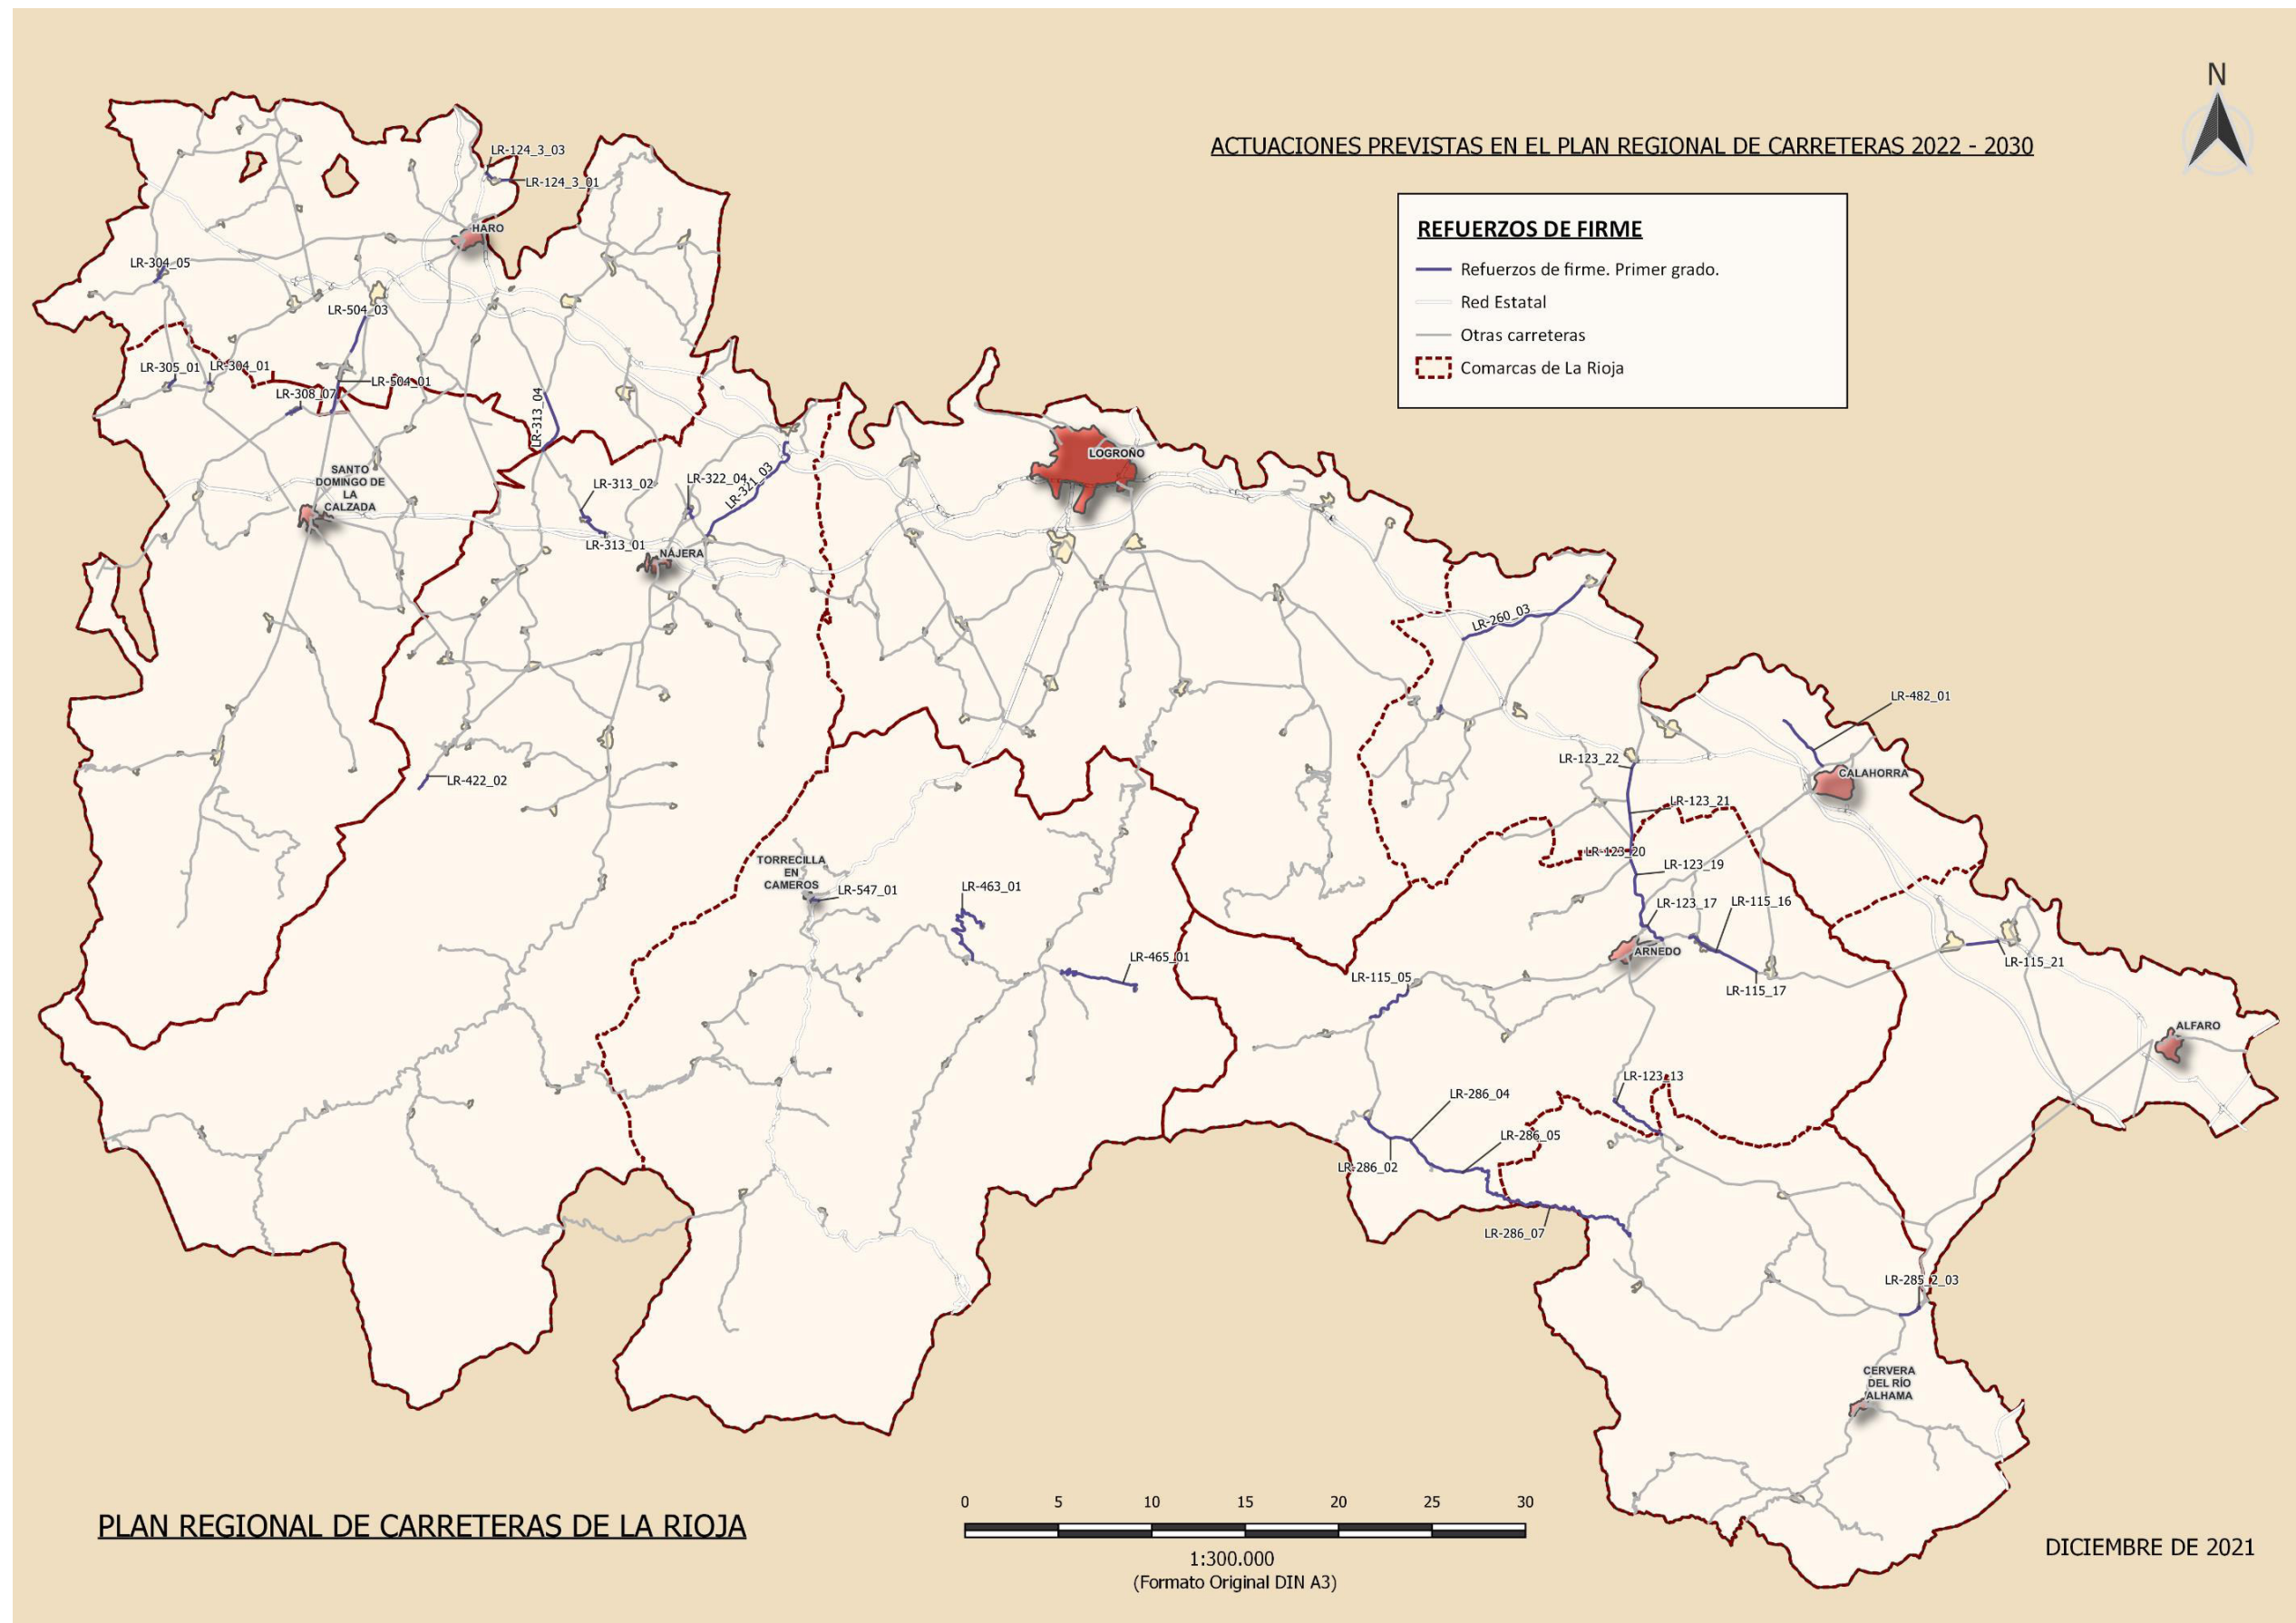 N
ACTUACIONES PREVISTAS EN EL PLAN REGIONAL DE CARRETERAS 2022 - 2030
REFUERZOS DE FIRME
Refuerzos de firme. Primer grado.
Red Estatal
Otras carreteras
Comarcas de La Rioja
LR-124_3_03
LR-124_3_01
HARO
LR-304_05
LR-504_03
LR-305_01
LR-304_01
LR-504_01
LR-308_07
LR-313_04
LOGROÑO
SANTO
DOMINGO DE
LA
CALZADA
LR-313_02
LR-322_04
LR-321_03
LR-313_01
NÁJERA
LR-260_03
LR-482_01
LR-123_22
CALAHORRA
LR-422_02
LR-123_21
LR-123_20
LR-123_19
TORRECILLA
EN
CAMEROS
LR-547_01
LR-463_01
LR-123_17
LR-115_16
ARNEDO
LR-465_01
LR-115_21
LR-115_05
LR-115_17
ALFARO
LR-123_13
LR-286_04
LR-286_05
LR-286_02
LR-286_07
LR-285_2_03
CERVERA
DEL RÍO
ALHAMA
0 5 10 15 20 25 30
1:300.000
(Formato Original DIN A3)
PLAN REGIONAL DE CARRETERAS DE LA RIOJA
DICIEMBRE DE 2021